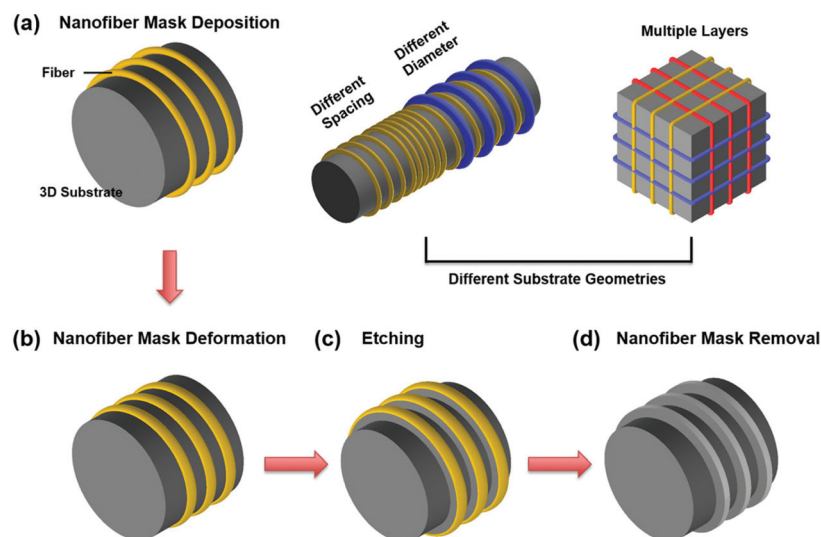 (a) Nanofiber Mask Deposition
Fiber
3D Substrate
Different
Spacing
Different
Diameter
Multiple Layers
Different Substrate Geometries
(b) Nanofiber Mask Deformation
(c) Etching
(d) Nanofiber Mask Removal